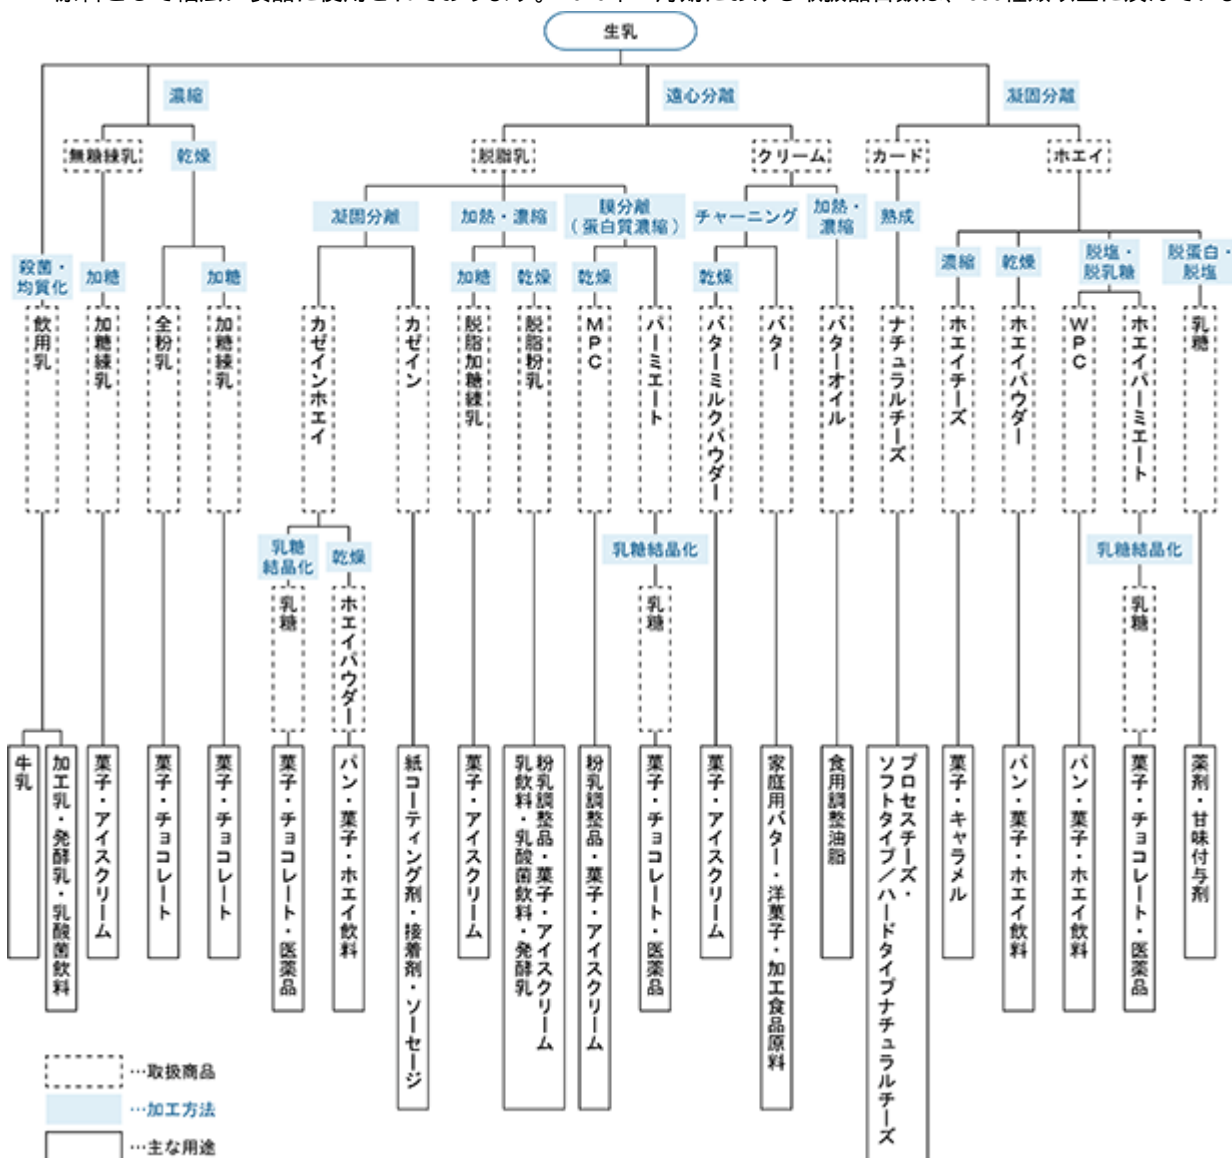 生乳
濃縮
遠心分離
凝固分離
無糖練乳
乾燥
脱脂乳
クリーム
カード
ホエイ
凝固分離
加熱・濃縮
膜分離
(蛋白質濃縮)
チャーニング
加熱・
濃縮
熟成
殺菌・
均質化
加糖
加糖
加糖
乾燥
乾燥
乾燥
濃縮
乾燥
脱塩・
脱乳糖
脱蛋白・
脱塩
飲用乳
加糖練乳
全粉乳
加糖練乳
カゼインホエイ
カゼイン
脱脂加糖練乳
脱脂粉乳
MPC
パーミエート
バターミルクパウダー
バター
バターオイル
ナチュラルチーズ
ホエイチーズ
ホエイパウダー
WPC
ホエイパーミエート
乳糖
乳糖
結晶化
乾燥
乳糖結晶化
乳糖結晶化
乳糖
ホエイパウダー
乳糖
乳糖
牛乳
加工乳・発酵乳・乳酸菌飲料
菓子・アイスクリーム
菓子・チョコレート
菓子・チョコレート
菓子・チョコレート・医薬品
パン・菓子・ホエイ飲料
紙コーティング剤・接着剤・ソーセージ
菓子・アイスクリーム
粉乳調整品・菓子・アイスクリーム
乳飲料・乳酸菌飲料・発酵乳
粉乳調整品・菓子・アイスクリーム
菓子・チョコレート・医薬品
菓子・アイスクリーム
家庭用バター・洋菓子・加工食品原料
食用調整油脂
プロセスチーズ・
ソフトタイプ／ハードタイプナチュラルチーズ
菓子・キャラメル
パン・菓子・ホエイ飲料
パン・菓子・ホエイ飲料
菓子・チョコレート・医薬品
薬剤・甘味付与剤
…取扱商品
…加工方法
…主な用途